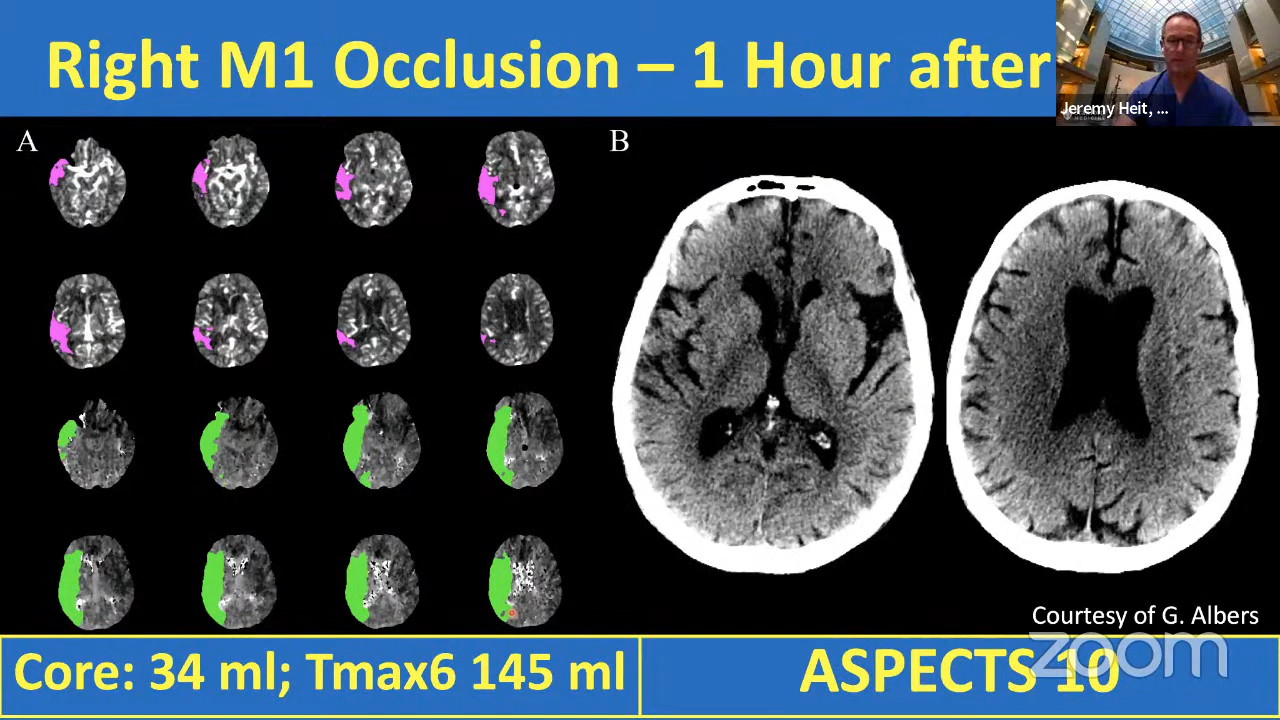 Right M1 Occlusion – 1 Hour after
Jeremy Heit, ...
MEDICINE
A
B
Courtesy of G. Albers
zoom
Core: 34 ml; Tmax6 145 ml
ASPECTS 10